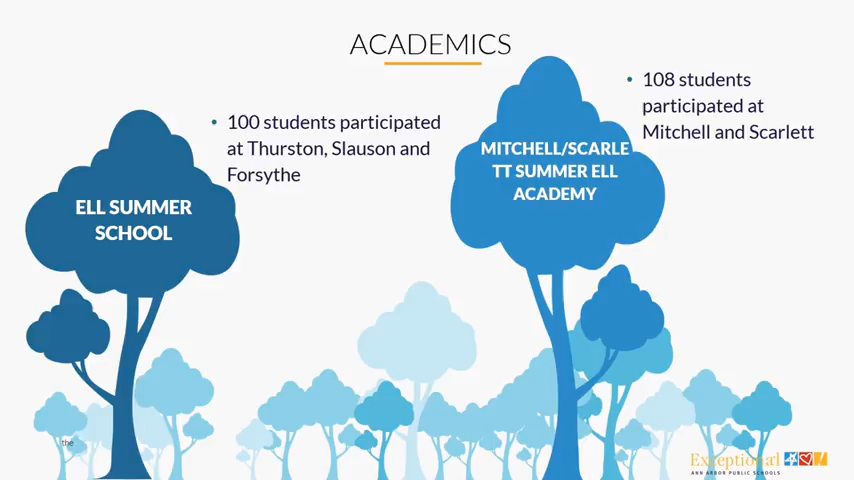 ACADEMICS
• 100 students participated
at Thurston, Slauson and
Forsythe
ELL SUMMER
SCHOOL
• 108 students
participated at
Mitchell and Scarlett
MITCHELL/SCARLE
TT SUMMER ELL
ACADEMY
the
Exceptional
ANN ARBOR PUBLIC SCHOOLS